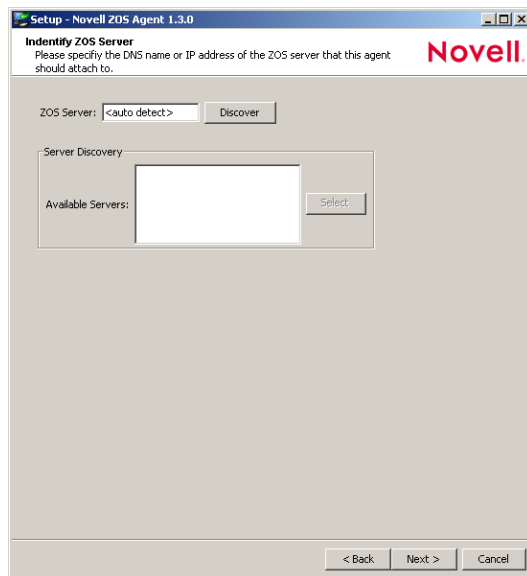 Setup - Novell ZOS Agent 1.3.0
Indentify ZOS Server
Please specifiy the DNS name or IP address of the ZOS server that this agent
should attach to.
Novell.
ZOS Server: <auto detect> Discover
Server Discovery
Available Servers: Select
< Back Next > Cancel